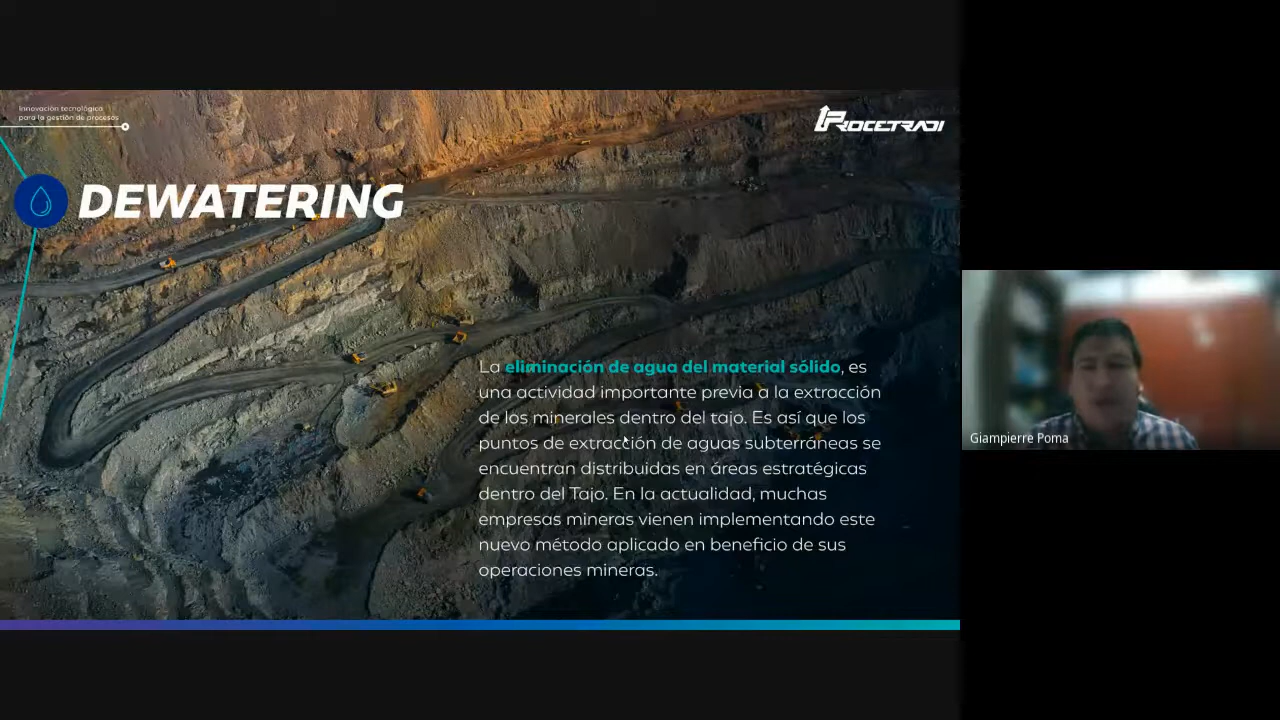 Innovación tecnológica
para la gestión de procesos
PROCETRADI
DEWATERING
La eliminación de agua del material sólido, es
una actividad importante previa a la extracción
de los minerales dentro del tajo. Es así que los
puntos de extracción de aguas subterráneas se
encuentran distribuidas en áreas estratégicas
dentro del Tajo. En la actualidad, muchas
empresas mineras vienen implementando este
nuevo método aplicado en beneficio de sus
operaciones mineras.
Giampierre Poma